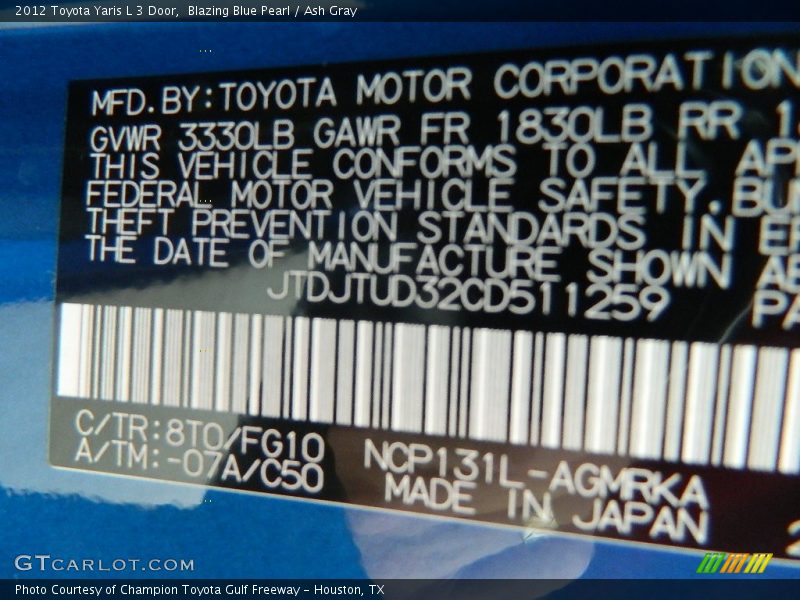 2012 Toyota Yaris L 3 Door, Blazing Blue Pearl / Ash Gray
MFD. BY: TOYOTA MOTOR CORPORATION
GVWR 3330LB GAWR FR 1830LB RR
THIS VEHICLE CONFORMS TO ALL
FEDERAL MOTOR VEHICLE SAFETY,
THEFT PREVENTION STANDARDS IN
THE DATE OF MANUFACTURE SHOWN
JTDJTUD32CD511259
C/TR:8T0/FG10
A/TM:-07A/C50
NCP131L-AGMRKA
MADE IN JAPAN
GTCARLOT.COM
Photo Courtesy of Champion Toyota Gulf Freeway - Houston, TX